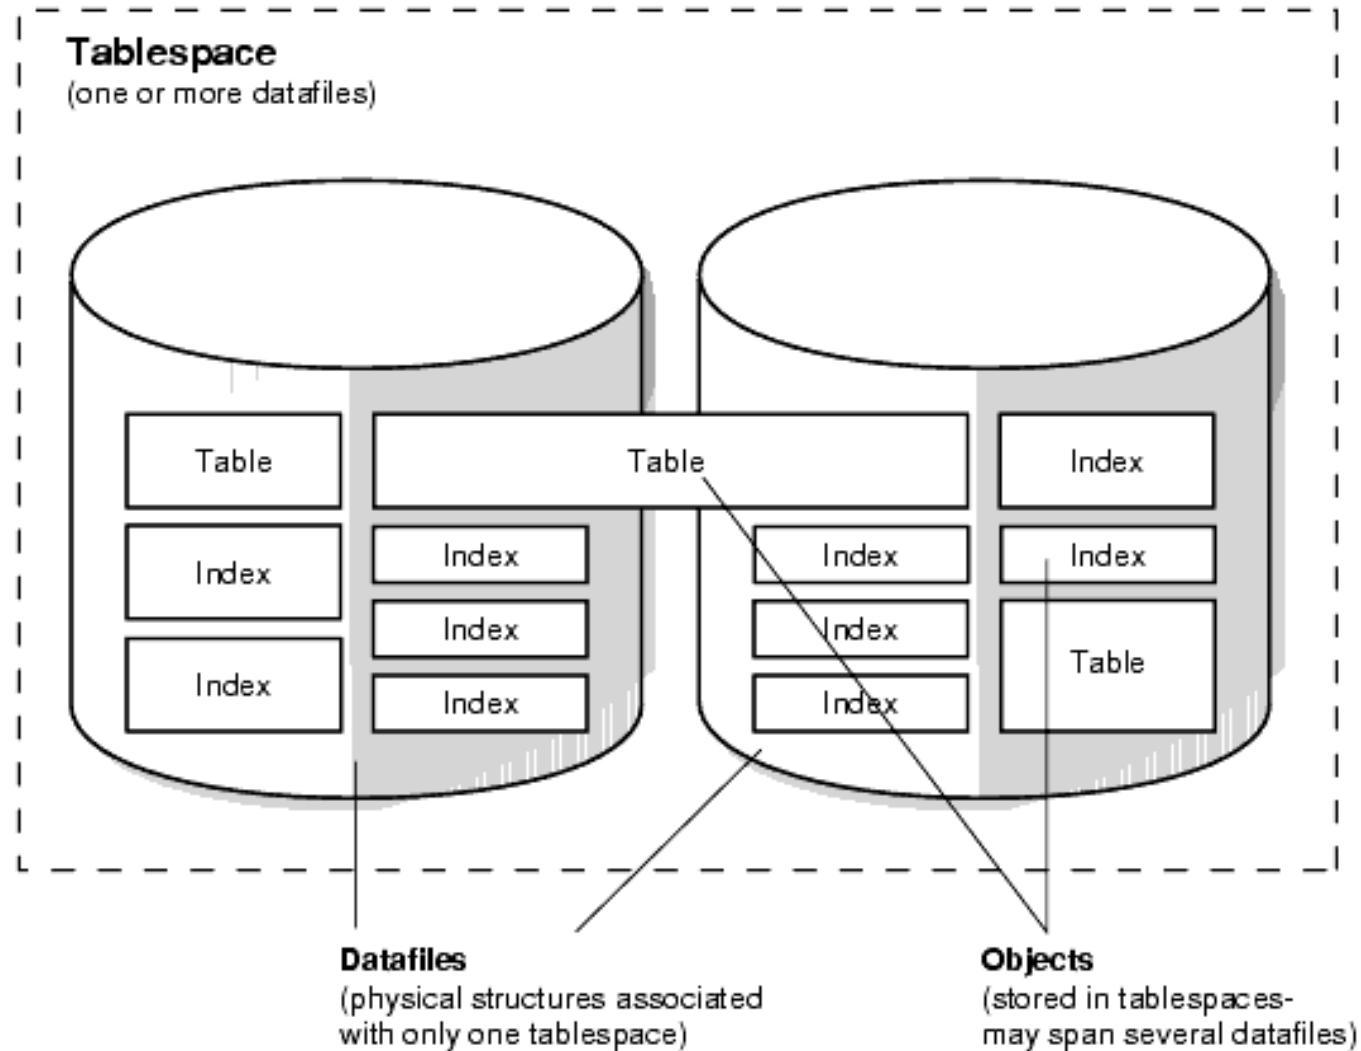 Tablespace
(one or more datafiles)
Table
Table
Index
Index
Index
Index
Index
Index
Index
Index
Table
Index
Index
Index
Datafiles
(physical structures associated
with only one tablespace)
Objects
(stored in tablespaces-
may span several datafiles)